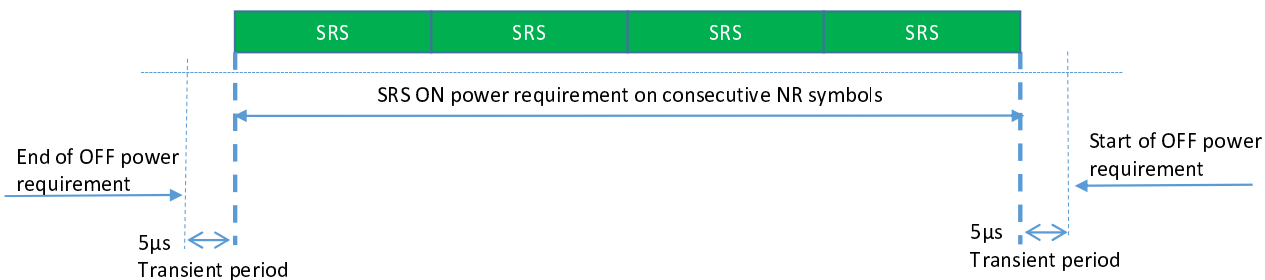 SRS SRS SRS SRS
SRS ON power requirement on consecutive NR symbols
End of OFF power
requirement
Start of OFF power
requirement
5µs
Transient period
5µs
Transient period